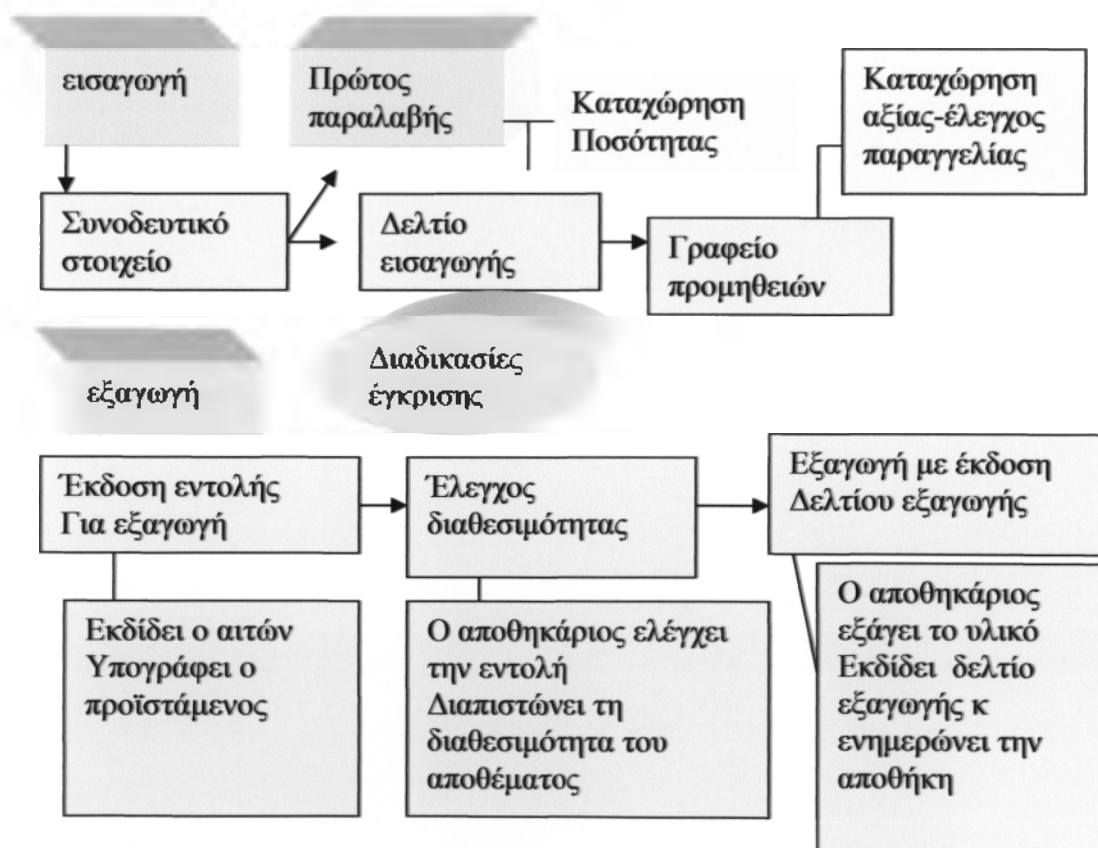 εισαγωγή
Πρώτος
παραλαβής
Καταχώρηση
Ποσότητας
Καταχώρηση
αξίας-έλεγχος
παραγγελίας
Συνοδευτικό
στοιχείο
Δελτίο
εισαγωγής
Γραφείο
προμηθειών
εξαγωγή
Διαδικασίες
έγκρισης
Έκδοση εντολής
Για εξαγωγή
Έλεγχος
διαθεσιμότητας
Εξαγωγή με έκδοση
Δελτίου εξαγωγής
Εκδίδει ο αιτών
Υπογράφει ο
προϊστάμενος
Ο αποθηκάριος ελέγχει
την εντολή
Διαπιστώνει τη
διαθεσιμότητα του
αποθέματος
Ο αποθηκάριος
εξάγει το υλικό
Εκδίδει δελτίο
εξαγωγής κ
ενημερώνει την
αποθήκη